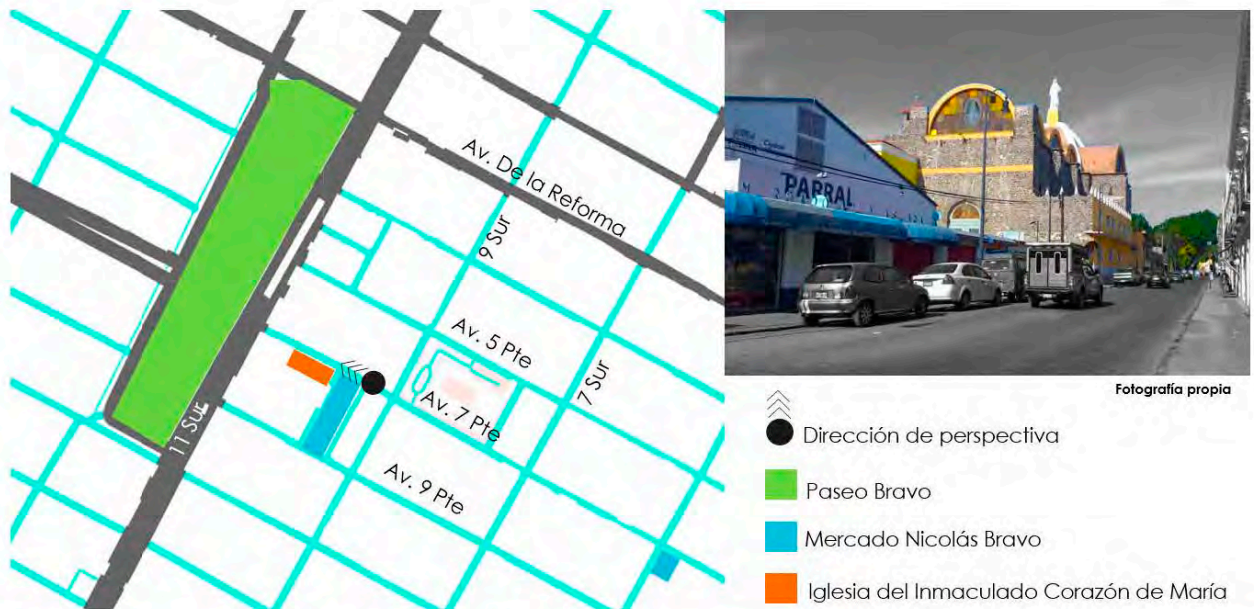 Av. De la Reforma
9 Sur
Av. 5 Pte
7 Sur
Av. 7 Pte
11 Sur
Av. 9 Pte
PARRAL
Fotografía propia
Dirección de perspectiva
Paseo Bravo
Mercado Nicolás Bravo
Iglesia del Inmaculado Corazón de María